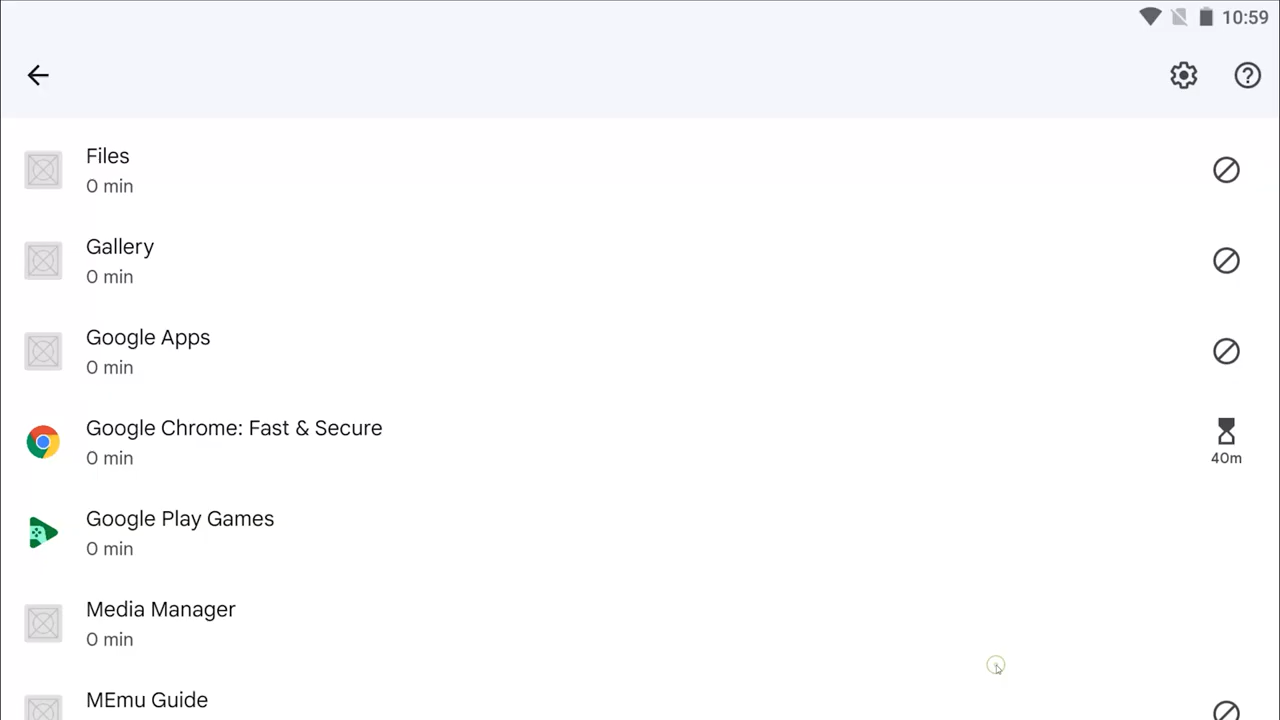 10:59
Files
0 min
Gallery
0 min
Google Apps
0 min
Google Chrome: Fast & Secure
0 min
40m
Google Play Games
0 min
Media Manager
0 min
MEmu Guide